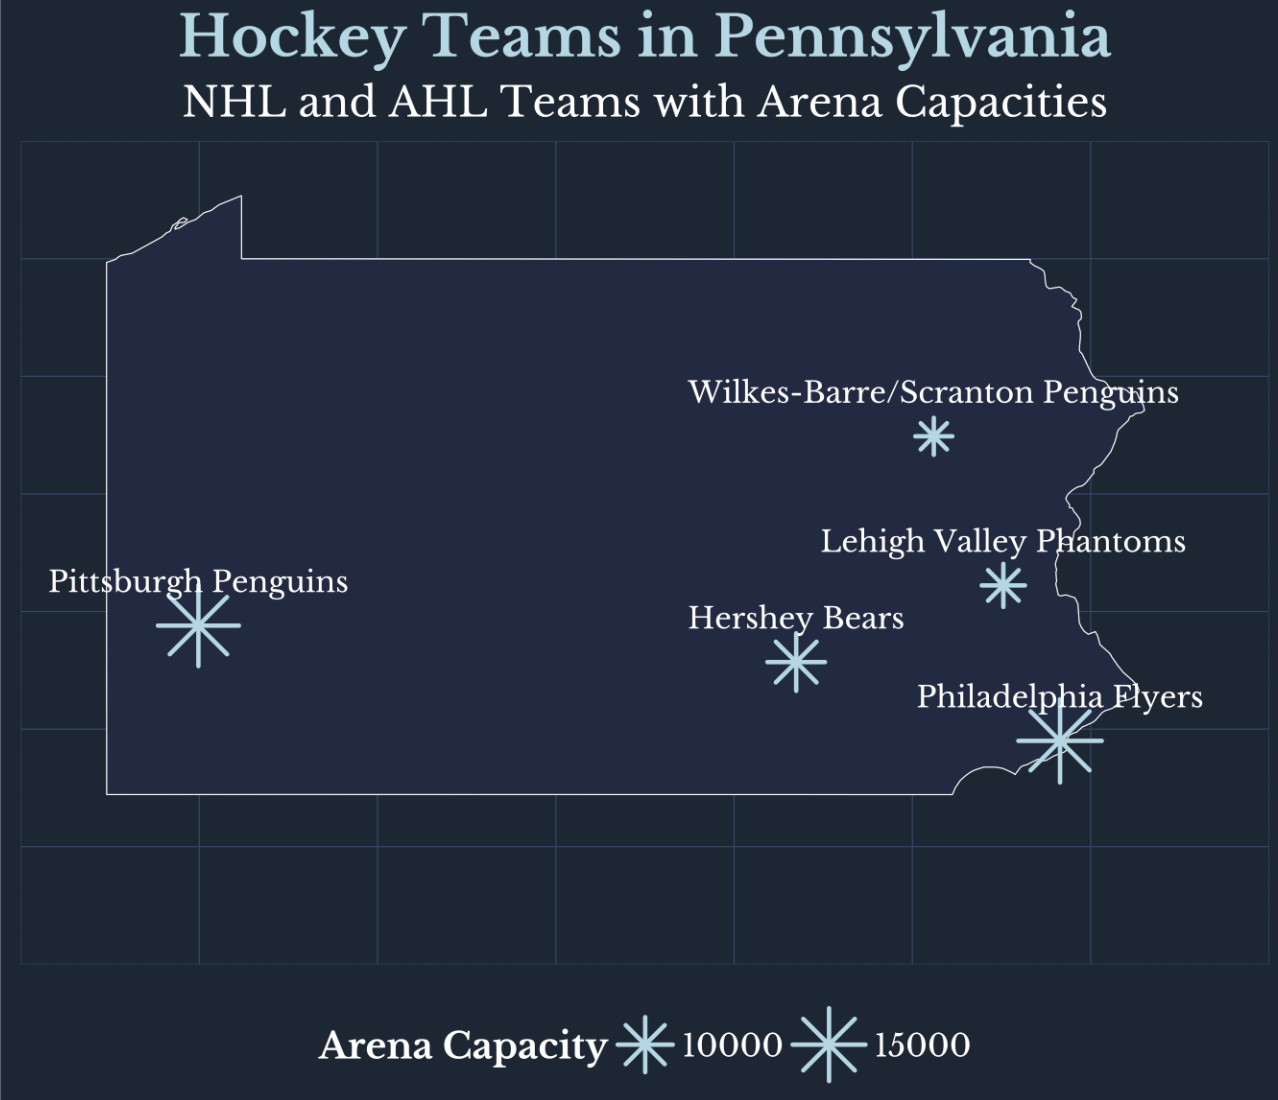 Hockey Teams in Pennsylvania
NHL and AHL Teams with Arena Capacities
Wilkes-Barre/Scranton Penguins
Lehigh Valley Phantoms
Pittsburgh Penguins
Hershey Bears
Philadelphia Flyers
Arena Capacity 10000 15000